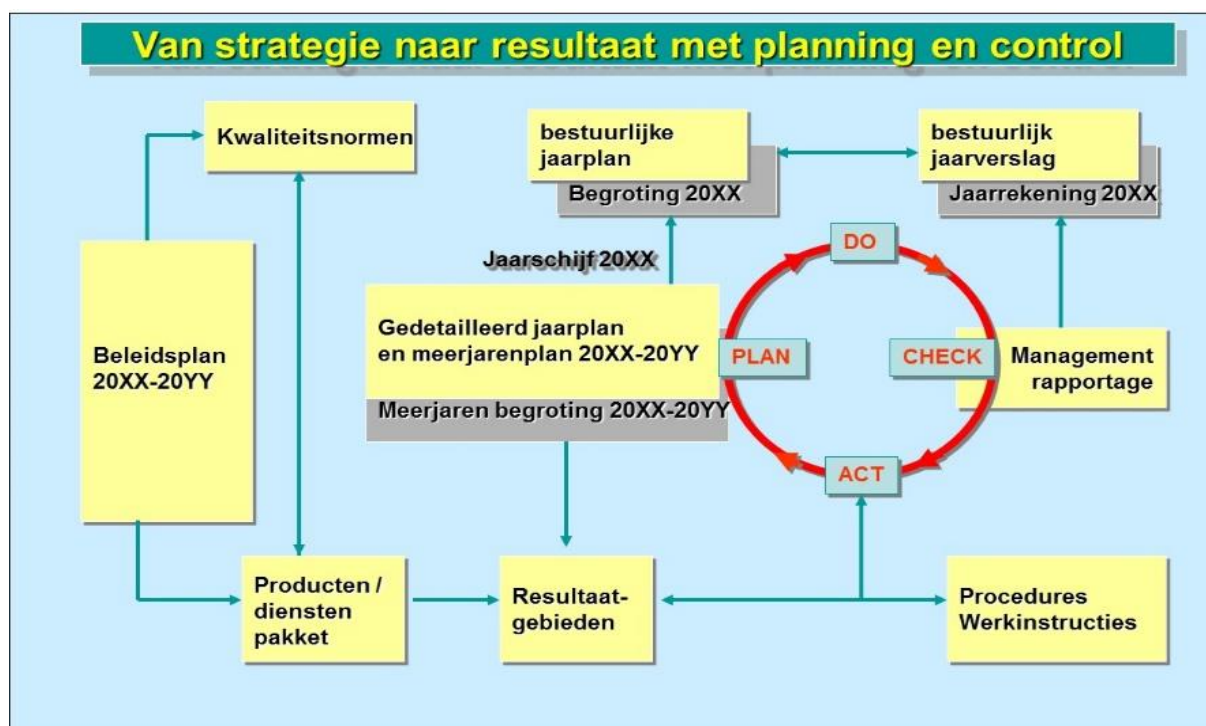 Van strategie naar resultaat met planning en control
Kwaliteitsnormen
bestuurlijke
jaarplan
Begroting 20XX
bestuurlijk
jaarverslag
Jaarrekening 20XX
DO
Jaarschijf 20XX
Beleidsplan
20XX-20YY
Gedetailleerd jaarplan
en meerjarenplan 20XX-20YY
Meerjaren begroting 20XX-20YY
PLAN
CHECK
Management
rapportage
ACT
Producten /
diensten
pakket
Resultaat-
gebieden
Procedures
Werkinstructies